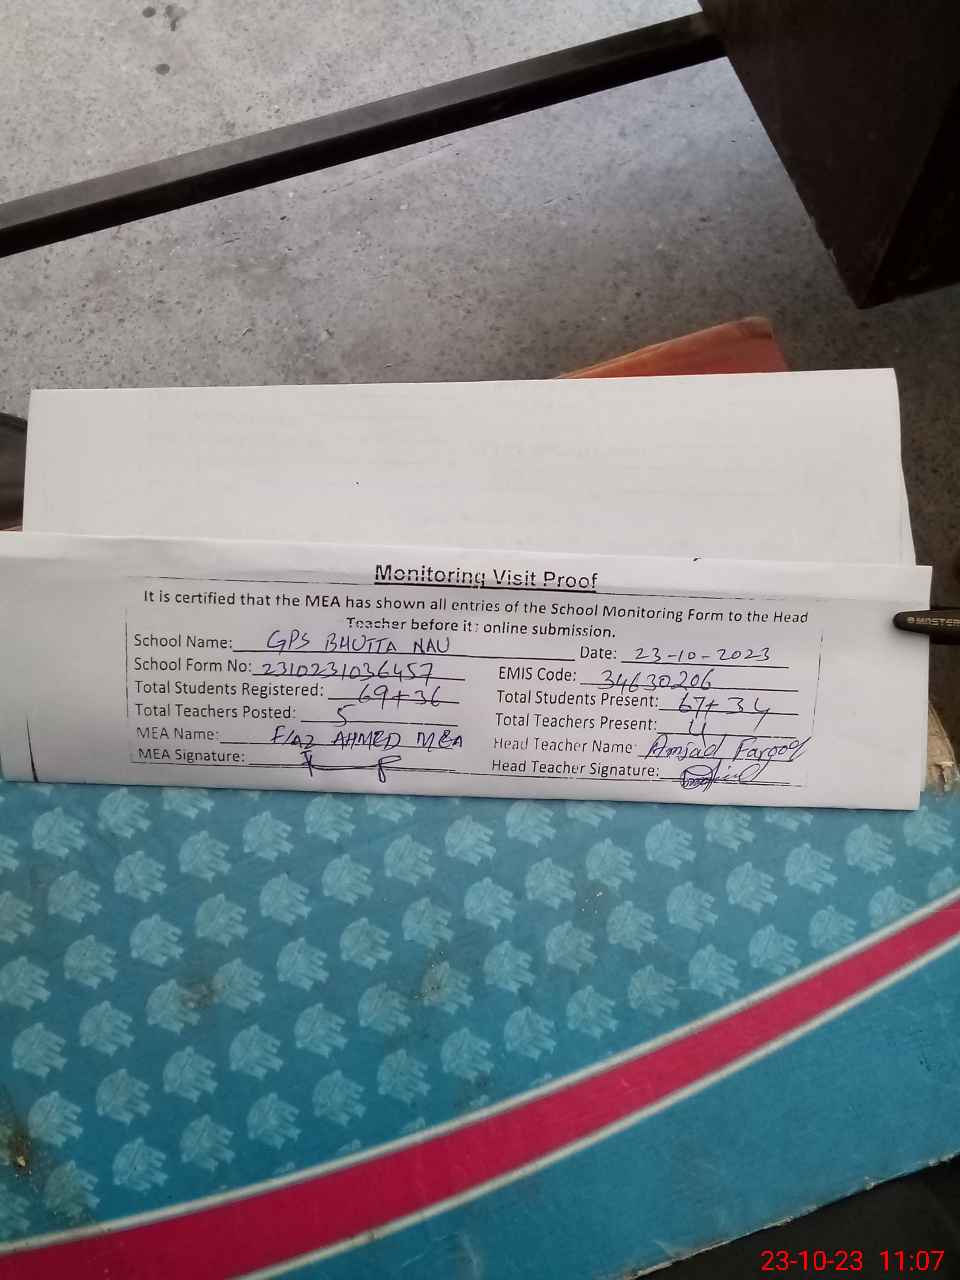 Monitoring Visit Proof
It is certified that the MEA has shown all entries of the School Monitoring Form to the Head
Teacher before its online submission.
School Name: GPS BHUTTA NAU Date: 23-10-2023
School Form No: 2310231036457 EMIS Code: 34630206
Total Students Registered: 69+36 Total Students Present: 67+34
Total Teachers Posted: 5 Total Teachers Present: 4
MEA Name: AHMED MEA Head Teacher Name: Amjad Farooq
MEA Signature: Head Teacher Signature:
MASTER
23-10-23 11:07